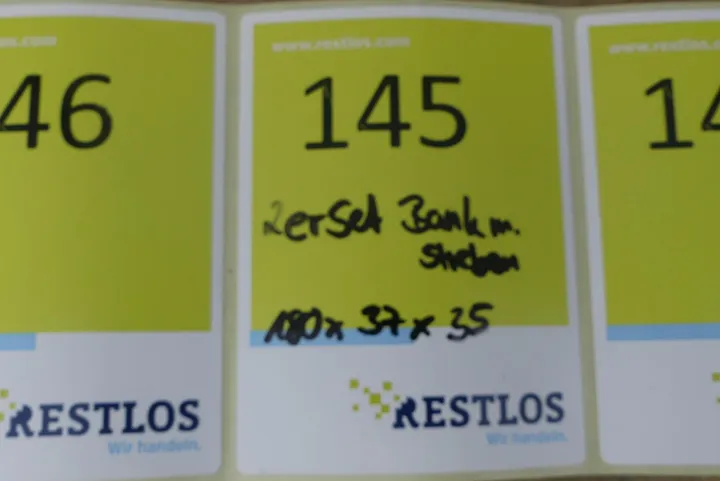 www.restlos.com
46
RESTLOS
Wir handeln.
www.restlos.com
145
2erSet Bank m.
Streben
180 x 37 x 35
RESTLOS
Wir handeln.
www.restlos.com
14